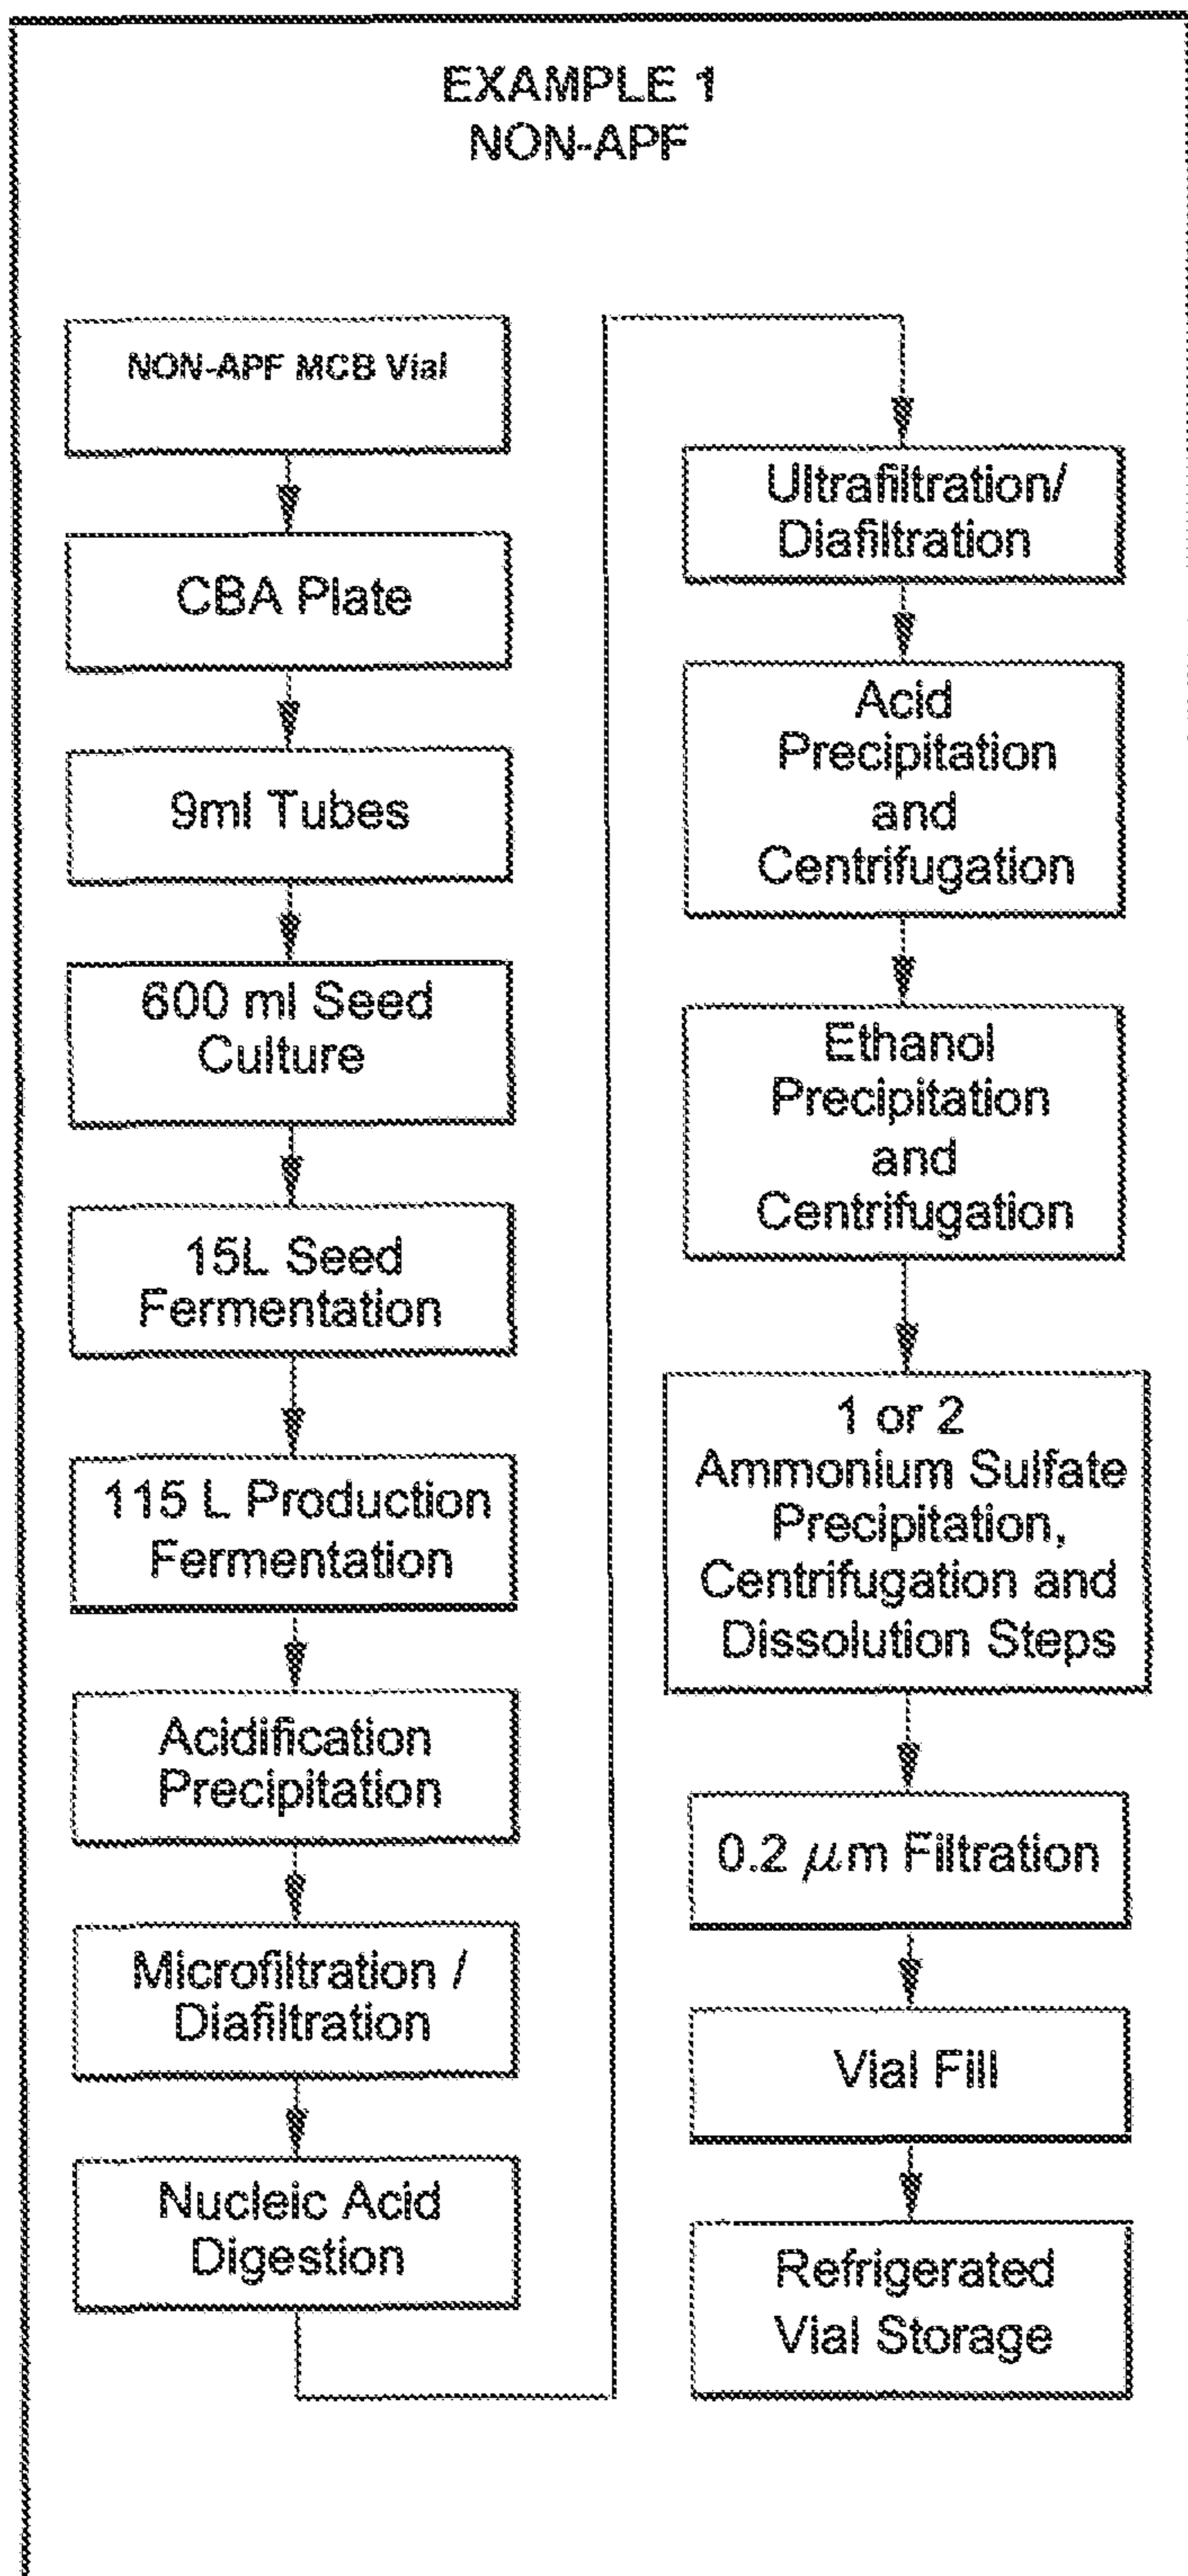 EXAMPLE 1
NON-APF
NON-APF MCB Vial
CBA Plate
9ml Tubes
600 ml Seed
Culture
15L Seed
Fermentation
115 L Production
Fermentation
Acidification
Precipitation
Microfiltration /
Diafiltration
Nucleic Acid
Digestion
Ultrafiltration/
Diafiltration
Acid
Precipitation
and
Centrifugation
Ethanol
Precipitation
and
Centrifugation
1 or 2
Ammonium Sulfate
Precipitation,
Centrifugation and
Dissolution Steps
0.2 μm Filtration
Vial Fill
Refrigerated
Vial Storage